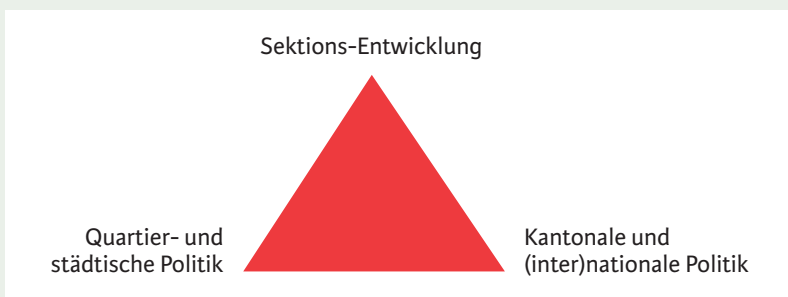 Sektions-Entwicklung
Quartier- und
städtische Politik
Kantonale und
(inter)nationale Politik